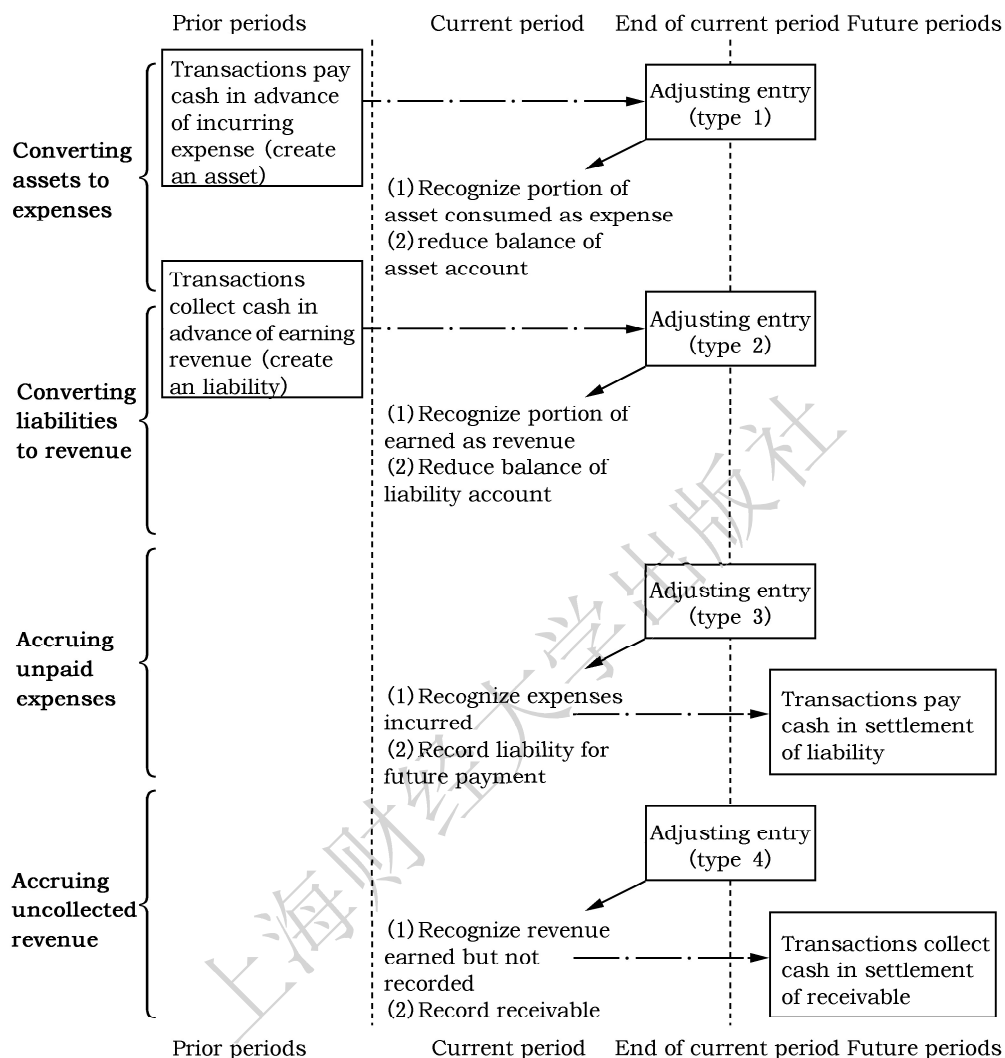 Prior periods
Current period
End of current period
Future periods
Converting
assets to
expenses
Transactions pay
cash in advance
of incurring
expense (create
an asset)
Adjusting entry
(type 1)
(1)Recognize portion of
asset consumed as expense
(2)reduce balance of
asset account
Converting
liabilities
to revenue
Transactions
collect cash in
advance of earning
revenue (create
an liability)
Adjusting entry
(type 2)
(1)Recognize portion of
earned as revenue
(2)Reduce balance of
liability account
Accruing
unpaid
expenses
Adjusting entry
(type 3)
(1)Recognize expenses
incurred
(2)Record liability for
future payment
Transactions pay
cash in settlement
of liability
Accruing
uncollected
revenue
Adjusting entry
(type 4)
(1)Recognize revenue
earned but not
recorded
(2)Record receivable
Transactions collect
cash in settlement
of receivable
Prior periods
Current period
End of current period
Future periods
上海财经大学出版社